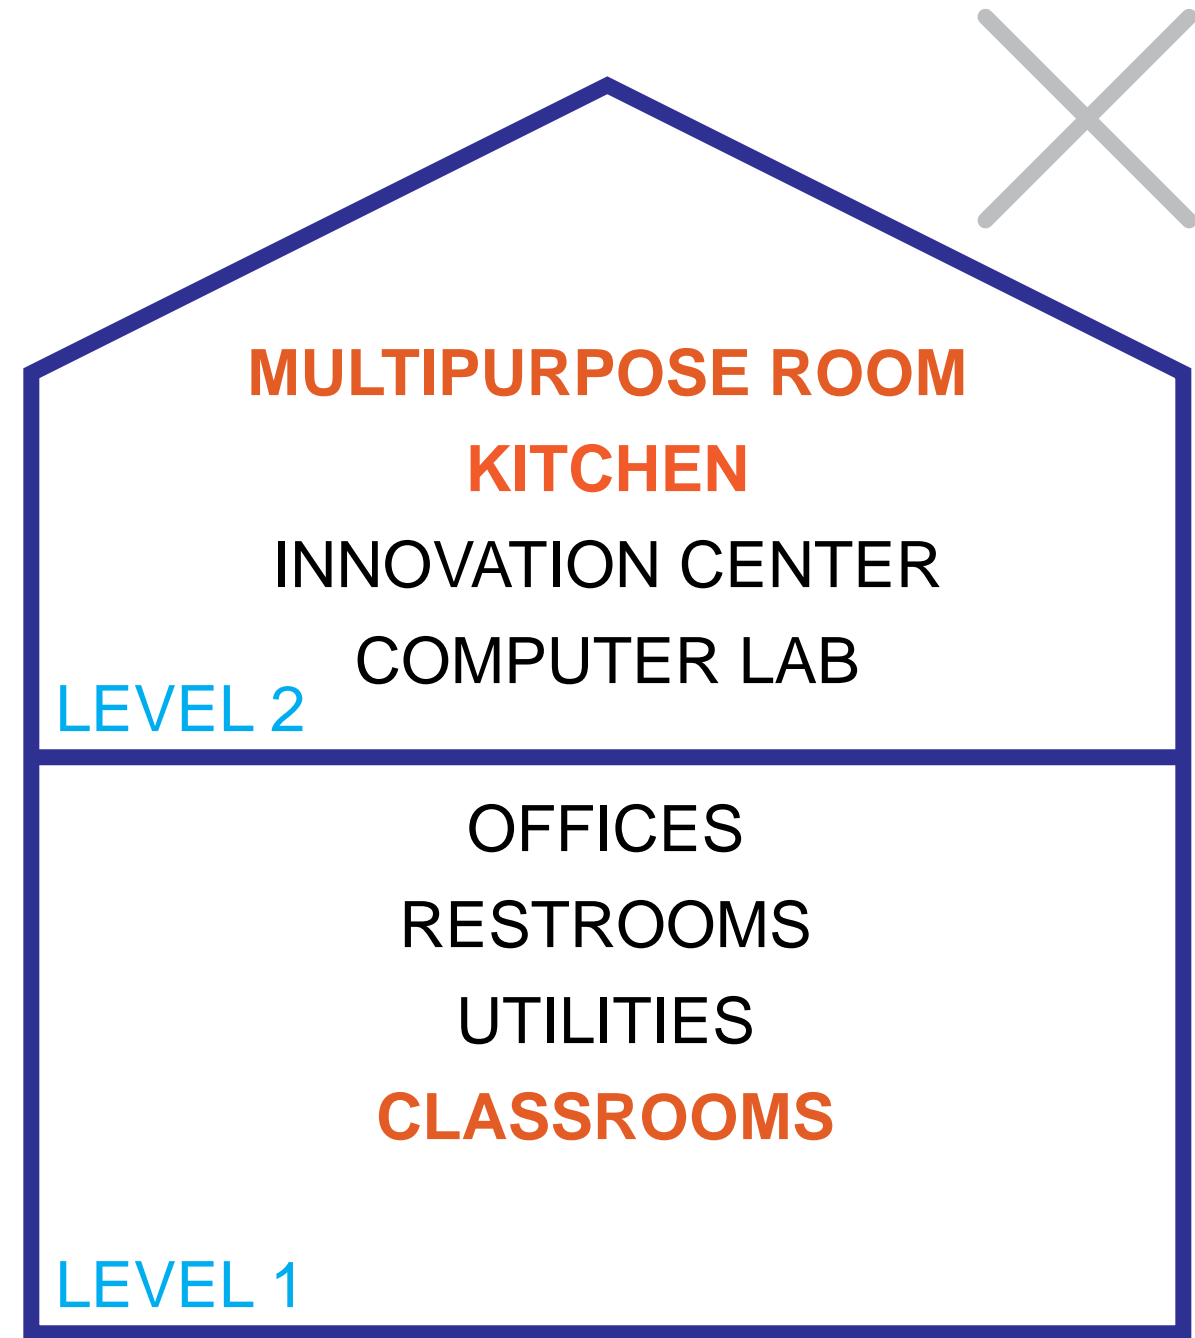 MULTIPURPOSE ROOM
KITCHEN
INNOVATION CENTER
COMPUTER LAB
LEVEL 2
OFFICES
RESTROOMS
UTILITIES
CLASSROOMS
LEVEL 1